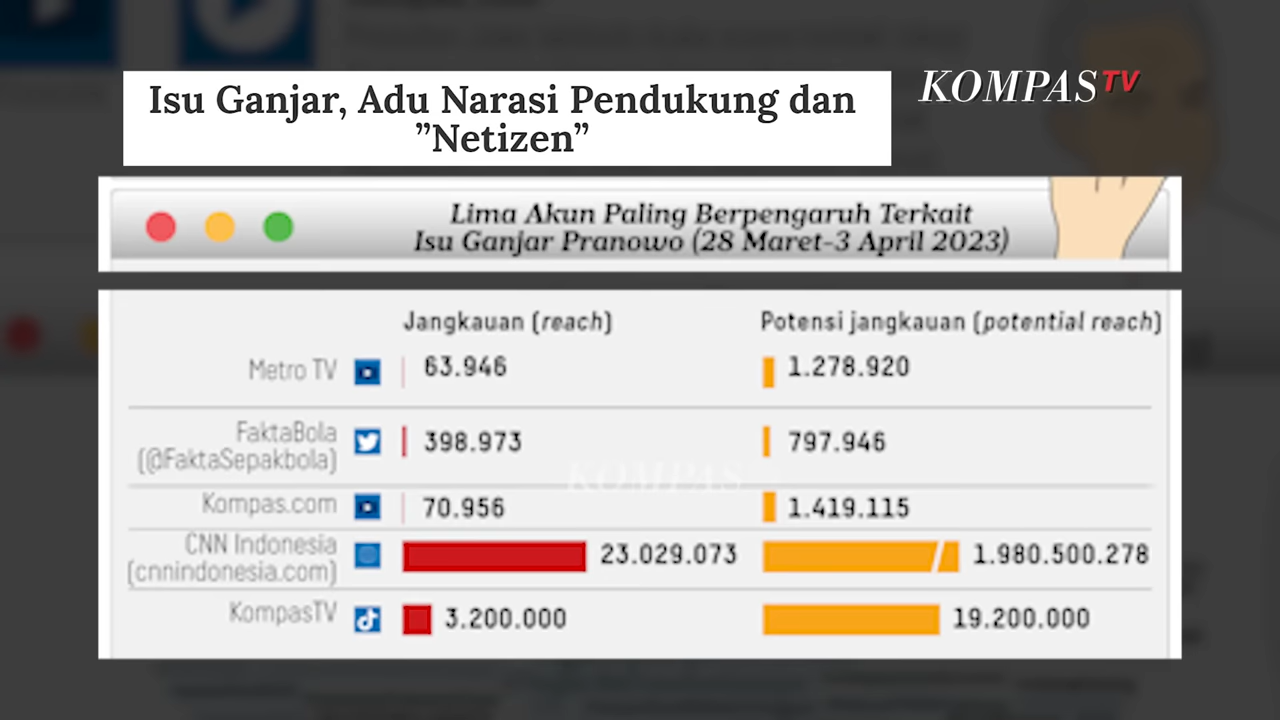 Isu Ganjar, Adu Narasi Pendukung dan
”Netizen”
KOMPASTV
Lima Akun Paling Berpengaruh Terkait
Isu Ganjar Pranowo (28 Maret-3 April 2023)
Jangkauan (reach) Potensi jangkauan (potential reach)
Metro TV 63.946 1.278.920
FaktaBola
(@FaktaSepakbola) 398.973 797.946
KOMPAS
Kompas.com 70.956 1.419.115
CNN Indonesia
(cnnindonesia.com) 23.029.073 1.980.500.278
KompasTV 3.200.000 19.200.000